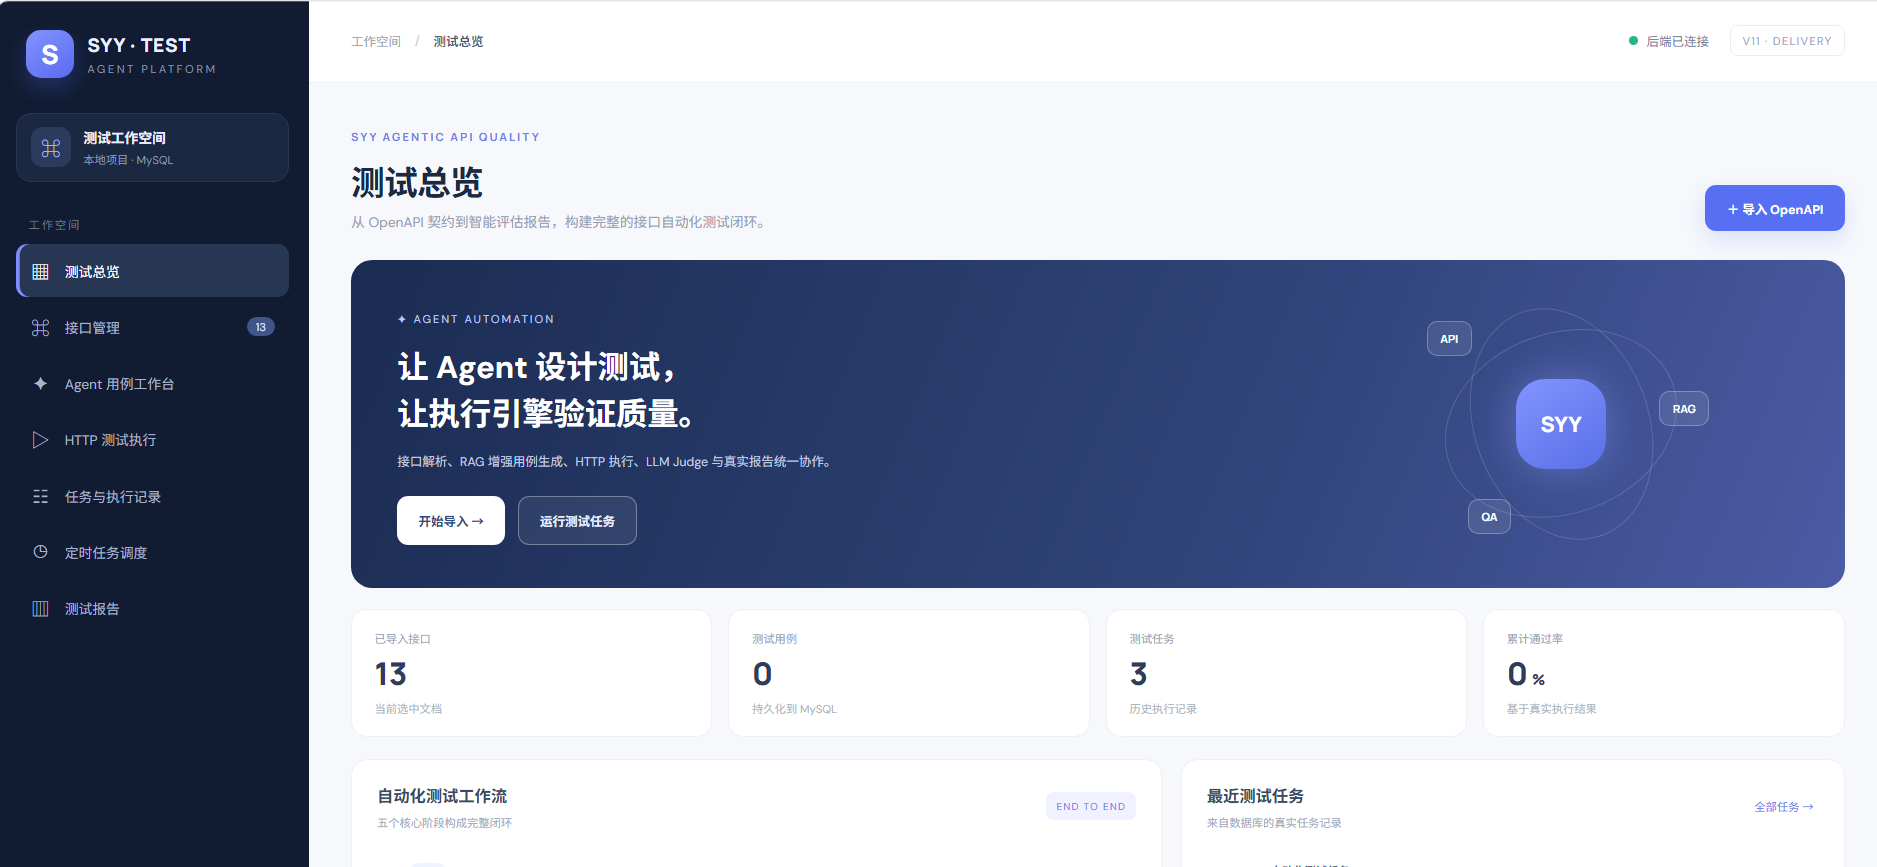 S
SYY · TEST
AGENT PLATFORM
测试工作空间
本地项目 · MySQL
工作空间
测试总览
接口管理
13
Agent 用例工作台
HTTP 测试执行
任务与执行记录
定时任务调度
测试报告
工作空间 / 测试总览
后端已连接
V11 · DELIVERY
SYY AGENTIC API QUALITY
测试总览
从 OpenAPI 契约到智能评估报告，构建完整的接口自动化测试闭环。
+ 导入 OpenAPI
✦ AGENT AUTOMATION
让 Agent 设计测试，
让执行引擎验证质量。
接口解析、RAG 增强用例生成、HTTP 执行、LLM Judge 与真实报告统一协作。
开始导入 →
运行测试任务
API
SYY
RAG
QA
已导入接口
13
当前选中文档
测试用例
0
持久化到 MySQL
测试任务
3
历史执行记录
累计通过率
0 %
基于真实执行结果
自动化测试工作流
五个核心阶段构成完整闭环
END TO END
最近测试任务
来自数据库的真实任务记录
全部任务 →